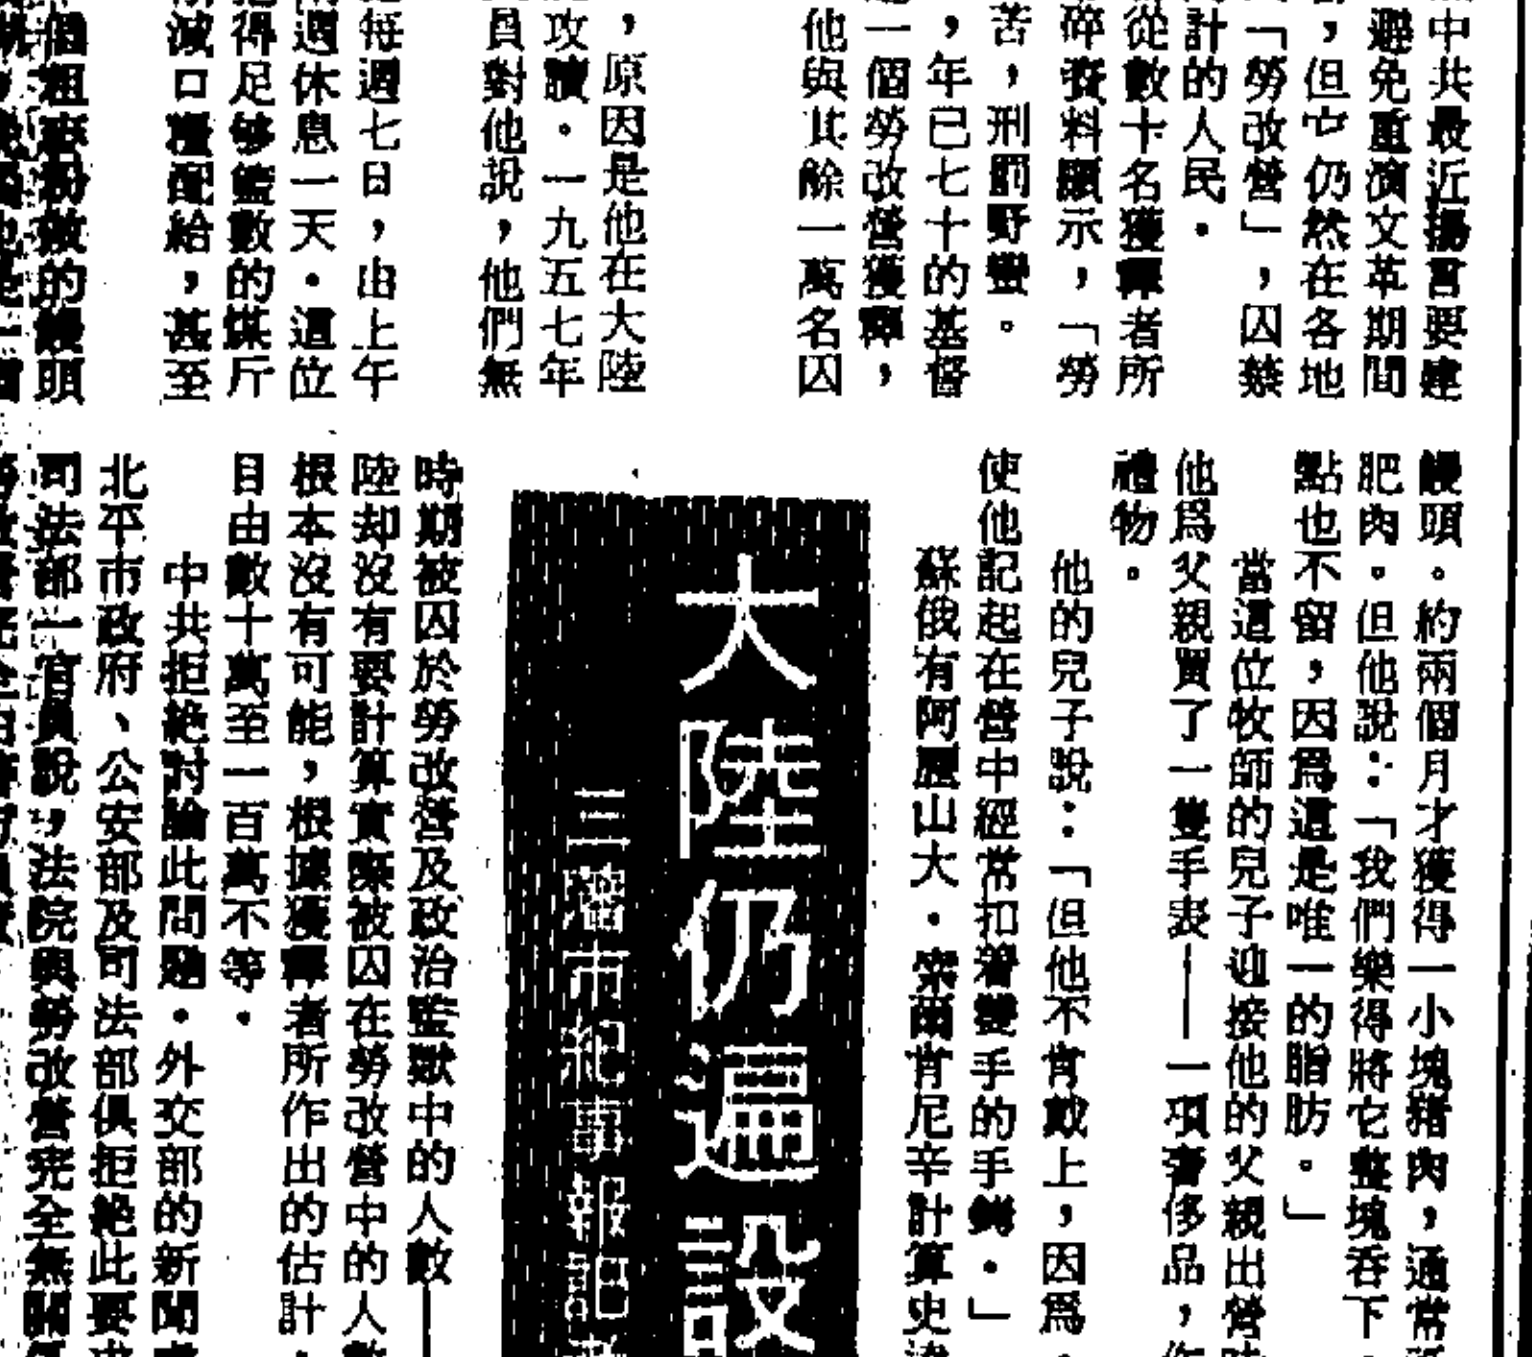 中共最近揚言要建
避免重演文革期間
，但它仍然在各地
「勞改營」，囚禁
計的人民．
從數十名獲釋者所
碎資料顯示，「勞
苦，刑罰野蠻。
，年已七十的基督
一個勞改營獲釋，
他與其餘一萬名囚
，原因是他在大陸
攻讀。一九五七年
員對他說，他們無
每週七日，由上午
週休息一天．這位
得足够籃數的煤斤
減口糧配給，甚至
個粗麥粉做的饅頭
饅頭。約兩個月才獲得一小塊豬肉，通常
肥肉。但他說：「我們樂得將它整塊吞下．
點也不留，因爲這是唯一的脂肪。」
當這位牧師的兒子迎接他的父親出營時
他爲父親買了一隻手表——一項奢侈品，作
禮物。
他的兒子說：「但他不肯戴上，因爲．
使他記起在營中經常扣着雙手的手銬．」
蘇俄有阿歷山大．索爾肯尼辛計算史
大陸仍遍設
三藩市紀事報記
時期被囚於勞改營及政治監獄中的人數—
陸却沒有要計算實際被囚在勞改營中的人數
根本沒有可能，根據獲釋者所作出的估計．
目由數十萬至一百萬不等．
中共拒絕討論此問題．外交部的新聞
北平市政府、公安部及司法部俱拒絕此要求
司法部一官員說，法院與勞改營完全無關係